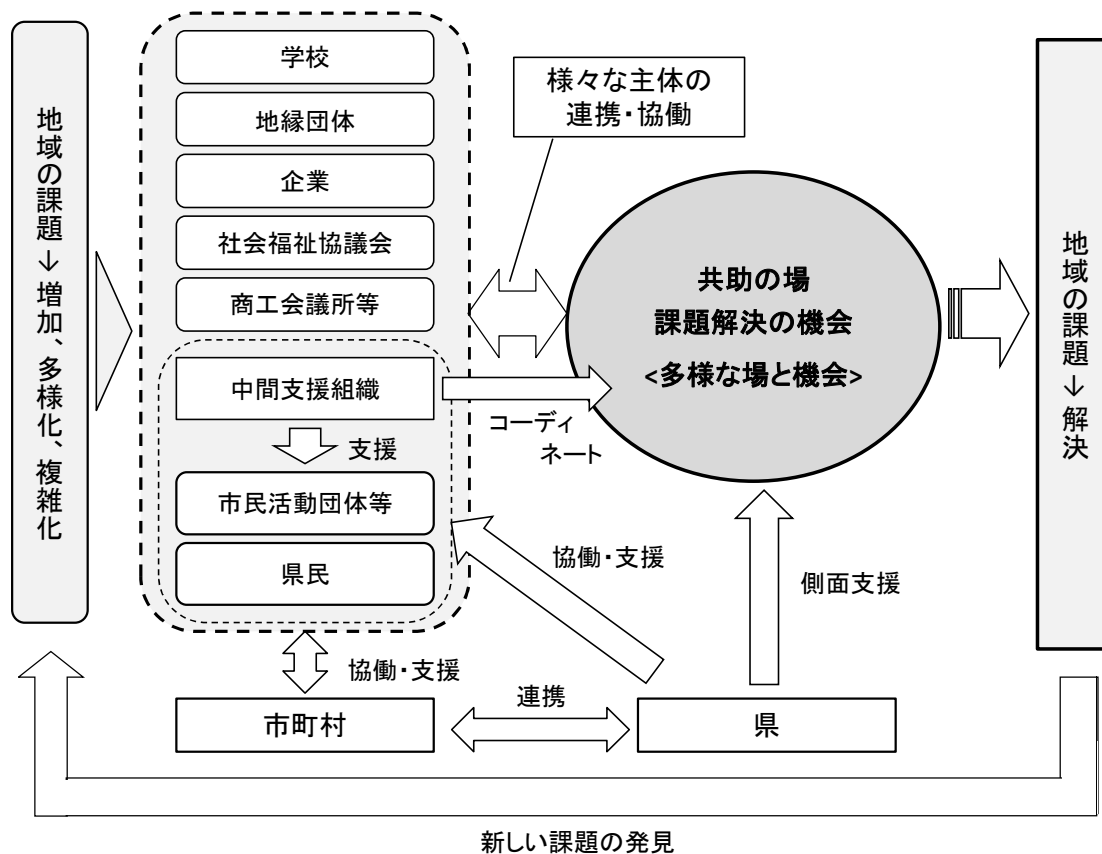 地域の課題→増加、多様化、複雑化
学校
地縁団体
企業
社会福祉協議会
商工会議所等
中間支援組織
支援
市民活動団体等
県民
様々な主体の
連携・協働
共助の場
課題解決の機会
<多様な場と機会>
コーディ
ネート
地域の課題→解決
協働・支援
側面支援
協働・支援
市町村
連携
県
新しい課題の発見